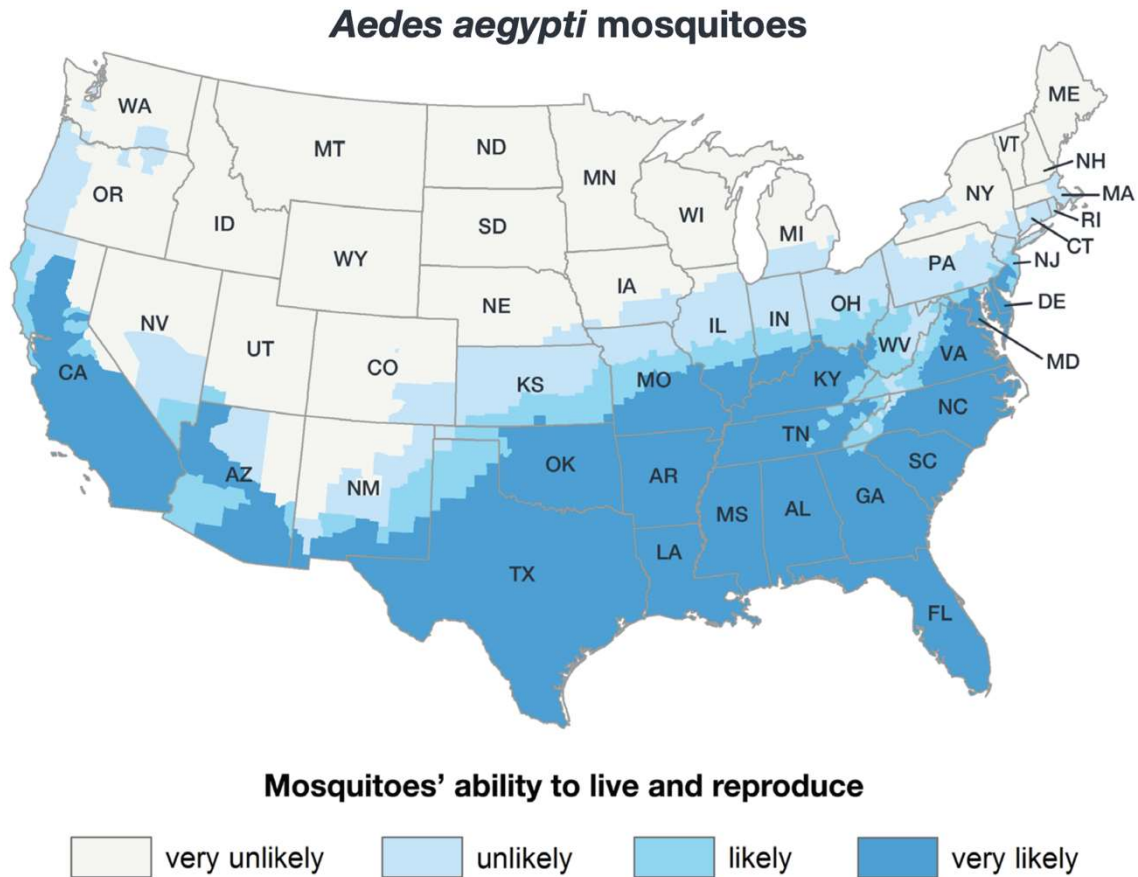 Aedes aegypti mosquitoes
WA
MT
ND
MN
ME
VT
NH
MA
RI
CT
NY
OR
ID
SD
WI
MI
WY
PA
NJ
IA
NE
DE
NV
UT
CO
IL
IN
OH
WV
VA
MD
CA
KS
MO
KY
NC
TN
AZ
NM
OK
AR
SC
GA
MS
AL
LA
TX
FL
Mosquitoes’ ability to live and reproduce
very unlikely unlikely likely very likely